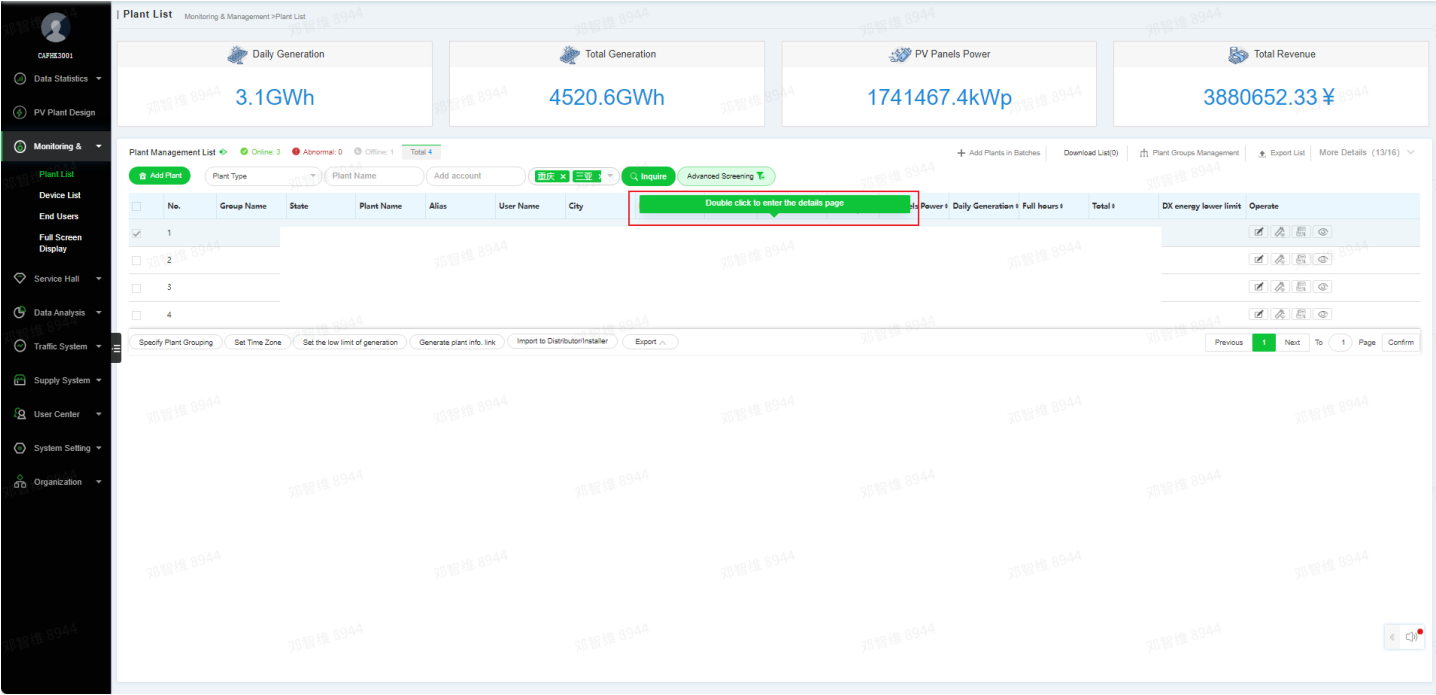 Plant List Monitoring & Management >Plant List
CAFHK3001
Data Statistics
PV Plant Design
Monitoring &
Plant List
Device List
End Users
Full Screen
Display
Service Hall
Data Analysis
Traffic System
Supply System
User Center
System Setting
Organization
Daily Generation
3.1GWh
Total Generation
4520.6GWh
PV Panels Power
1741467.4kWp
Total Revenue
3880652.33 ¥
Plant Management List Online: 3 Abnormal: 0 Offline: 1 Total 4 Add Plants in Batches Download List(0) Plant Groups Management Export List More Details (13/16)
Add Plant Plant Type Plant Name Add account 重庆 x 三亚 Inquire Advanced Screening
Double click to enter the details page
No. Group Name State Plant Name Alias User Name City els Power Daily Generation Full hours Total DX energy lower limit Operate
1
2
3
4
Specify Plant Grouping Set Time Zone Set the low limit of generation Generate plant info. link Import to Distributor/Installer Export Previous 1 Next To 1 Page Confirm
邓智维 8944